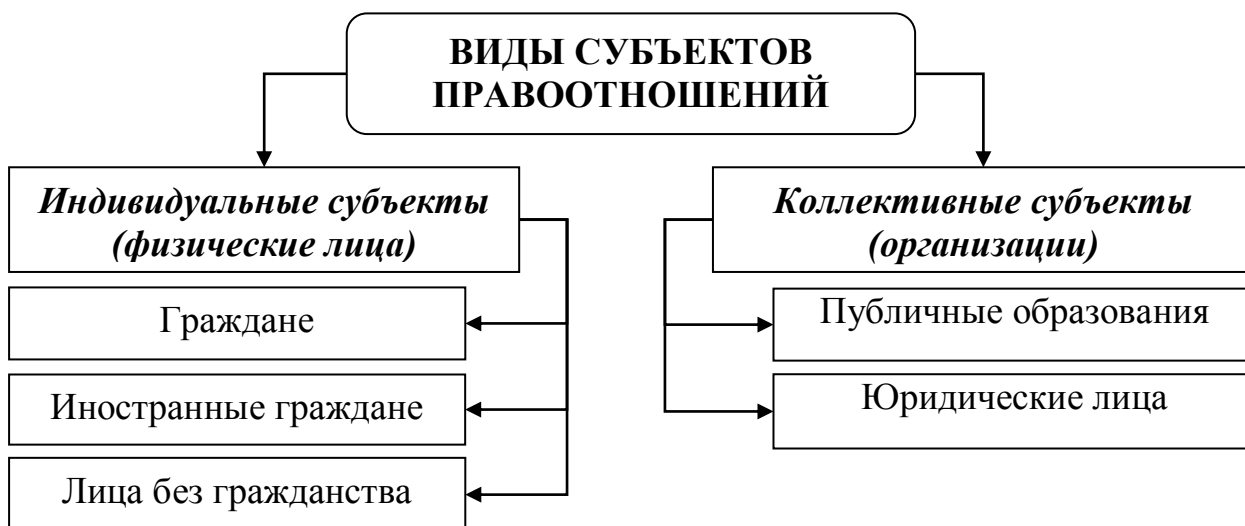 ВИДЫ СУБЪЕКТОВ
ПРАВООТНОШЕНИЙ
Индивидуальные субъекты
(физические лица)
Граждане
Иностранные граждане
Лица без гражданства
Коллективные субъекты
(организации)
Публичные образования
Юридические лица